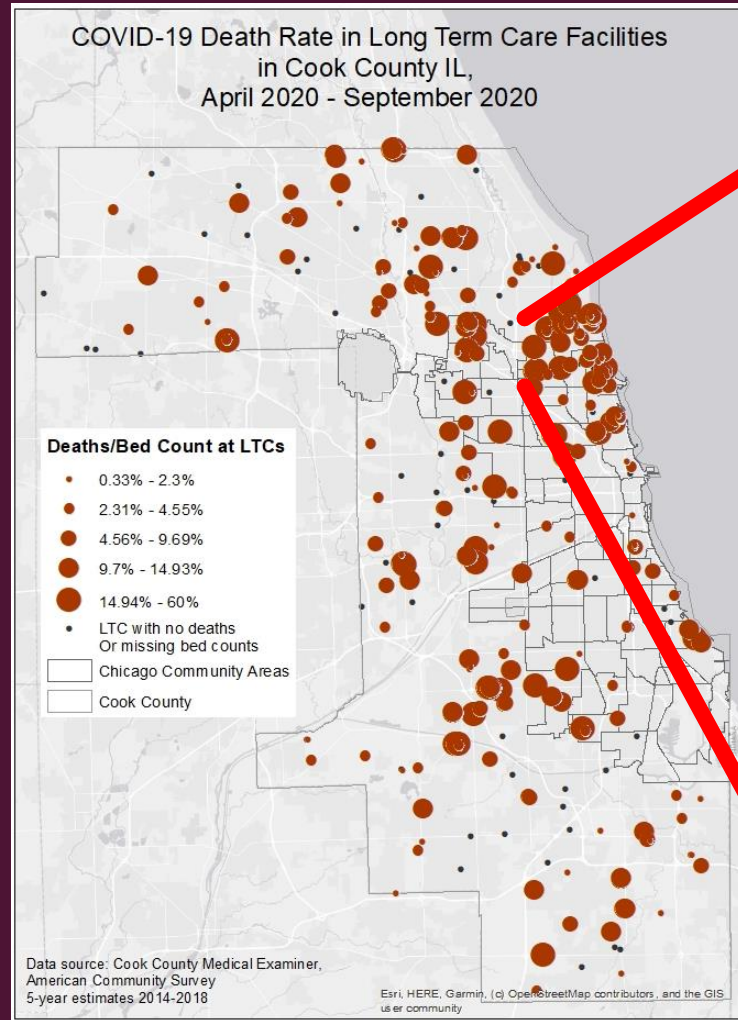 COVID-19 Death Rate in Long Term Care Facilities
in Cook County IL,
April 2020 - September 2020
Deaths/Bed Count at LTCs
0.33% - 2.3%
2.31% - 4.55%
4.56% - 9.69%
9.7% - 14.93%
14.94% - 60%
LTC with no deaths
Or missing bed counts
Chicago Community Areas
Cook County
Data source: Cook County Medical Examiner,
American Community Survey
5-year estimates 2014-2018
Esri, HERE, Garmin, (c) OpenStreetMap contributors, and the GIS
user community